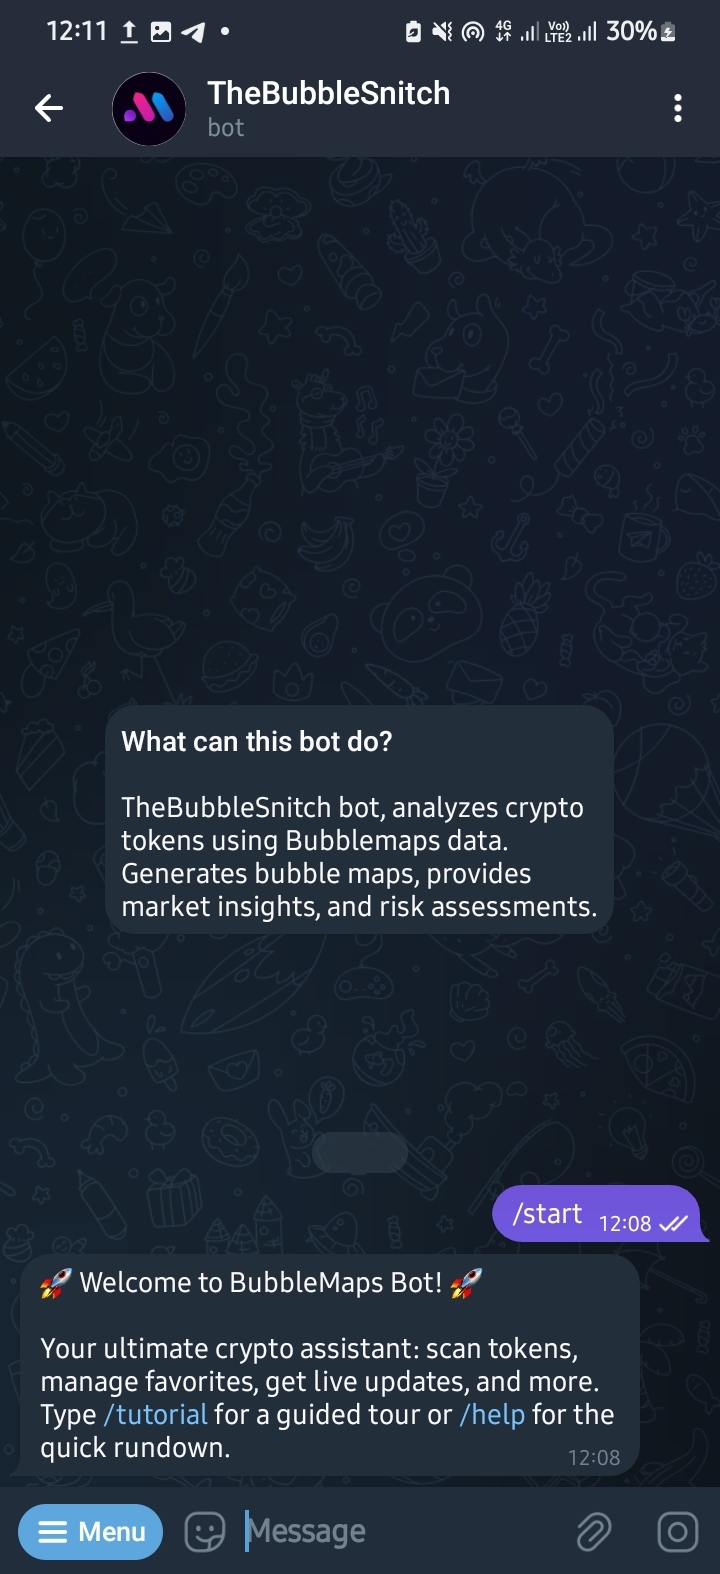 12:11
4G
Vo))
LTE2
30%
TheBubbleSnitch
bot
What can this bot do?
TheBubbleSnitch bot, analyzes crypto
tokens using Bubblemaps data.
Generates bubble maps, provides
market insights, and risk assessments.
/start 12:08
🚀 Welcome to BubbleMaps Bot! 🚀
Your ultimate crypto assistant: scan tokens,
manage favorites, get live updates, and more.
Type /tutorial for a guided tour or /help for the
quick rundown.
12:08
Menu
Message